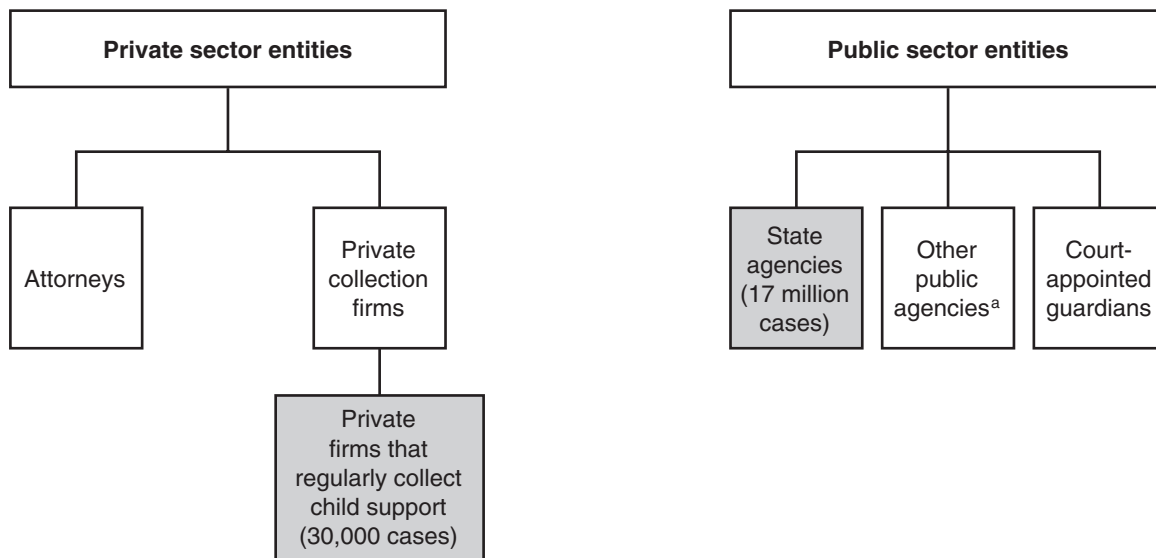 Private sector entities
Public sector entities
Attorneys
Private
collection
firms
State
agencies
(17 million
cases)
Other
public
agenciesa
Court-
appointed
guardians
Private
firms that
regularly collect
child support
(30,000 cases)